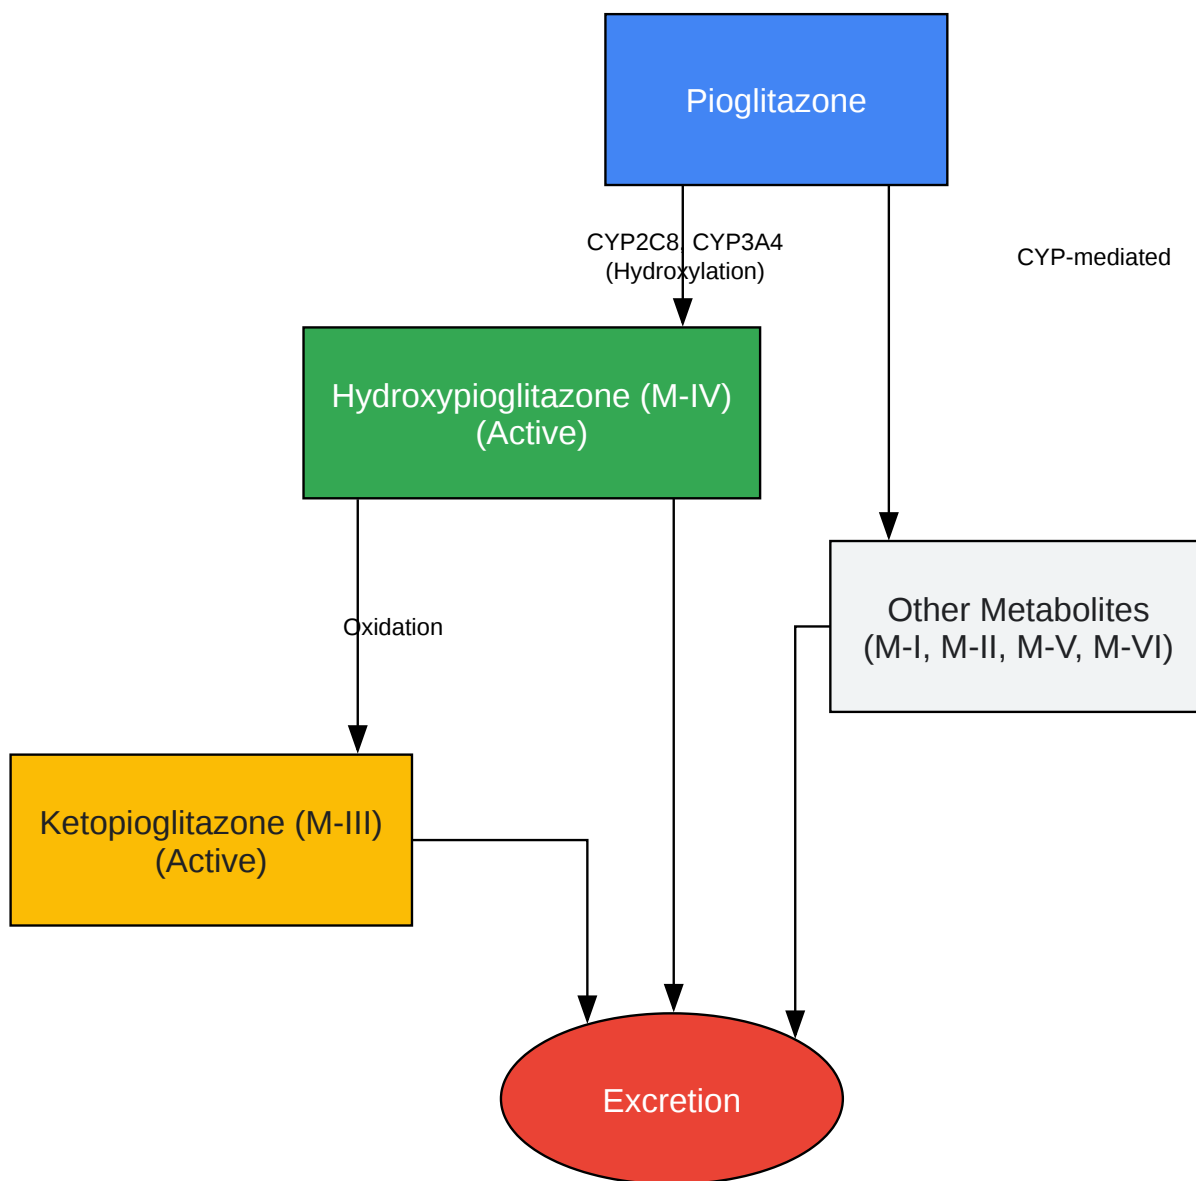 Pioglitazone
CYP2C8, CYP3A4
(Hydroxylation)
CYP-mediated
Hydroxypioglitazone (M-IV)
(Active)
Oxidation
Other Metabolites
(M-I, M-II, M-V, M-VI)
Ketopioglitazone (M-III)
(Active)
Excretion